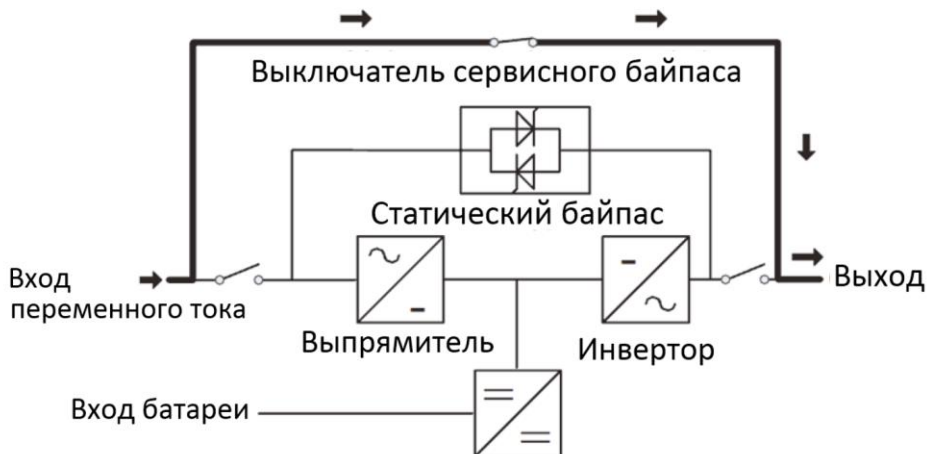 Выключатель сервисного байпаса
Статический байпас
Вход
переменного тока
Выход
Выпрямитель
Инвертор
Вход батареи